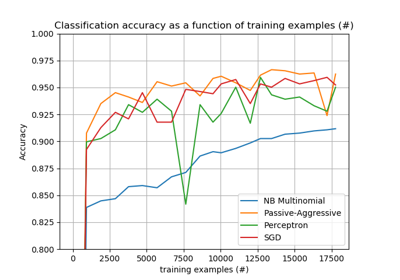 Classification accuracy as a function of training examples (#)
1.000
0.975
0.950
0.925
0.900
0.875
0.850
0.825
0.800
Accuracy
NB Multinomial
Passive-Aggressive
Perceptron
SGD
0 2500 5000 7500 10000 12500 15000 17500
training examples (#)